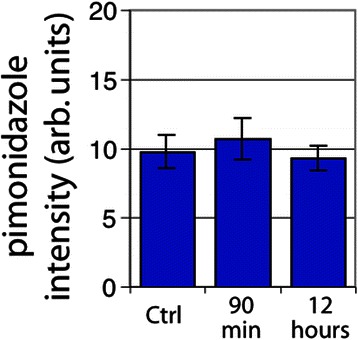 pimonidazole
intensity (arb. units)
20
15
10
5
0
Ctrl
90
min
12
hours